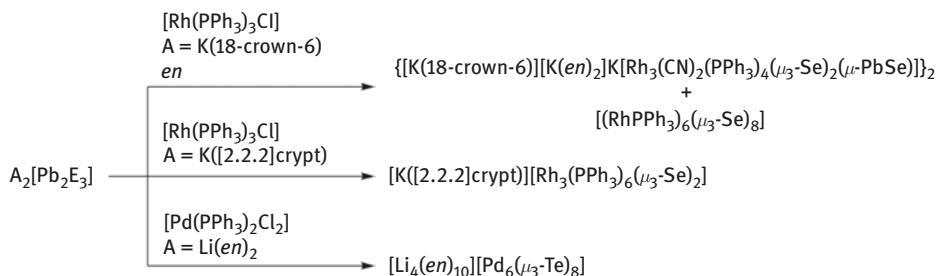 [Rh(PPh₃)₃Cl]
A = K(18-crown-6)
en
{[K(18-crown-6)][K(en)₂]K[Rh₃(CN)₂(PPh₃)₄(μ₃-Se)₂(μ-PbSe)]}₂
+
[(RhPPh₃)₆(μ₃-Se)₈]
[Rh(PPh₃)₃Cl]
A = K([2.2.2]crypt)
A₂[Pb₂E₃]
[K([2.2.2]crypt)][Rh₃(PPh₃)₆(μ₃-Se)₂]
[Pd(PPh₃)₂Cl₂]
A = Li(en)₂
[Li₄(en)₁₀][Pd₆(μ₃-Te)₈]